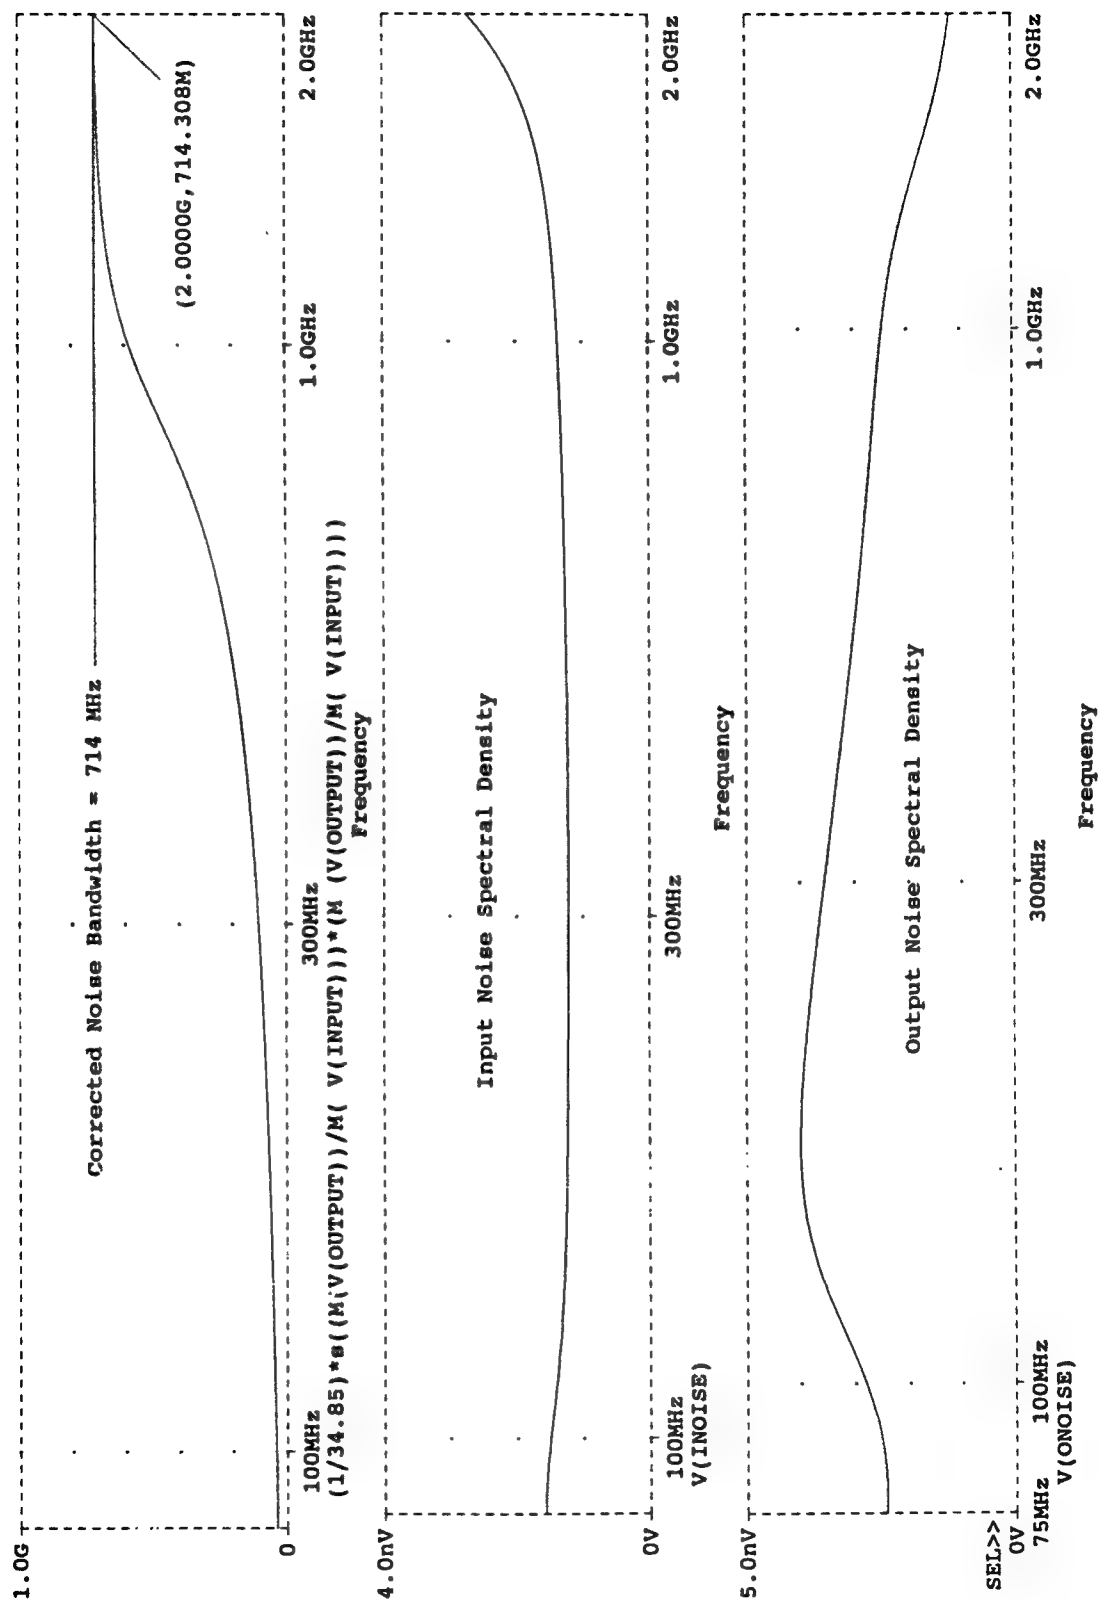 1.0G
Corrected Noise Bandwidth = 714 MHz
(2.0000G,714.308M)
0
100MHz 300MHz 1.0GHz 2.0GHz
(1/34.85)*s((M(V(OUTPUT))/M( V(INPUT)))*(M (V(OUTPUT))/M( V(INPUT))))
Frequency
4.0nV
Input Noise Spectral Density
0V
100MHz 300MHz 1.0GHz 2.0GHz
V(INOISE)
Frequency
5.0nV
Output Noise Spectral Density
SEL>>
0V
75MHz 100MHz 300MHz 1.0GHz 2.0GHz
V(ONOISE)
Frequency